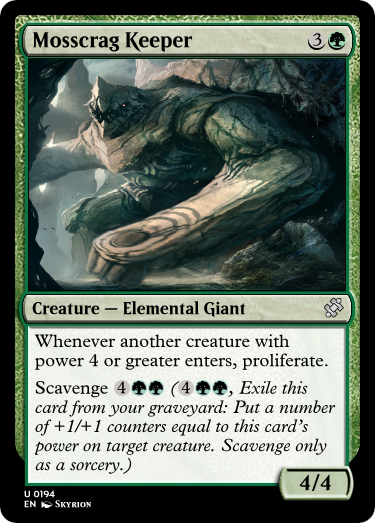 Mosscrag Keeper 3
Creature — Elemental Giant
Whenever another creature with
power 4 or greater enters, proliferate.
Scavenge 4 (4, Exile this
card from your graveyard: Put a number
of +1/+1 counters equal to this card's
power on target creature. Scavenge only
as a sorcery.)
4/4
U 0194
EN SKYRION